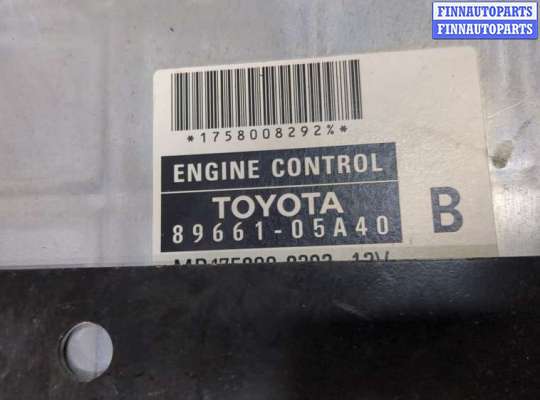 FINNAUTOPARTS
FINNAUTOPARTS
*1758008292%*
ENGINE CONTROL
TOYOTA
89661-05A40
B
12V